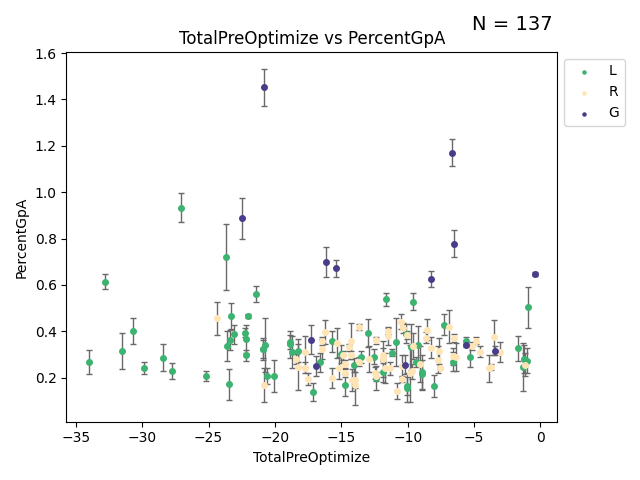 N = 137
TotalPreOptimize vs PercentGpA
1.6
1.4
1.2
1.0
0.8
0.6
0.4
0.2
PercentGpA
−35
−30
−25
−20
−15
−10
−5
0
TotalPreOptimize
L
R
G